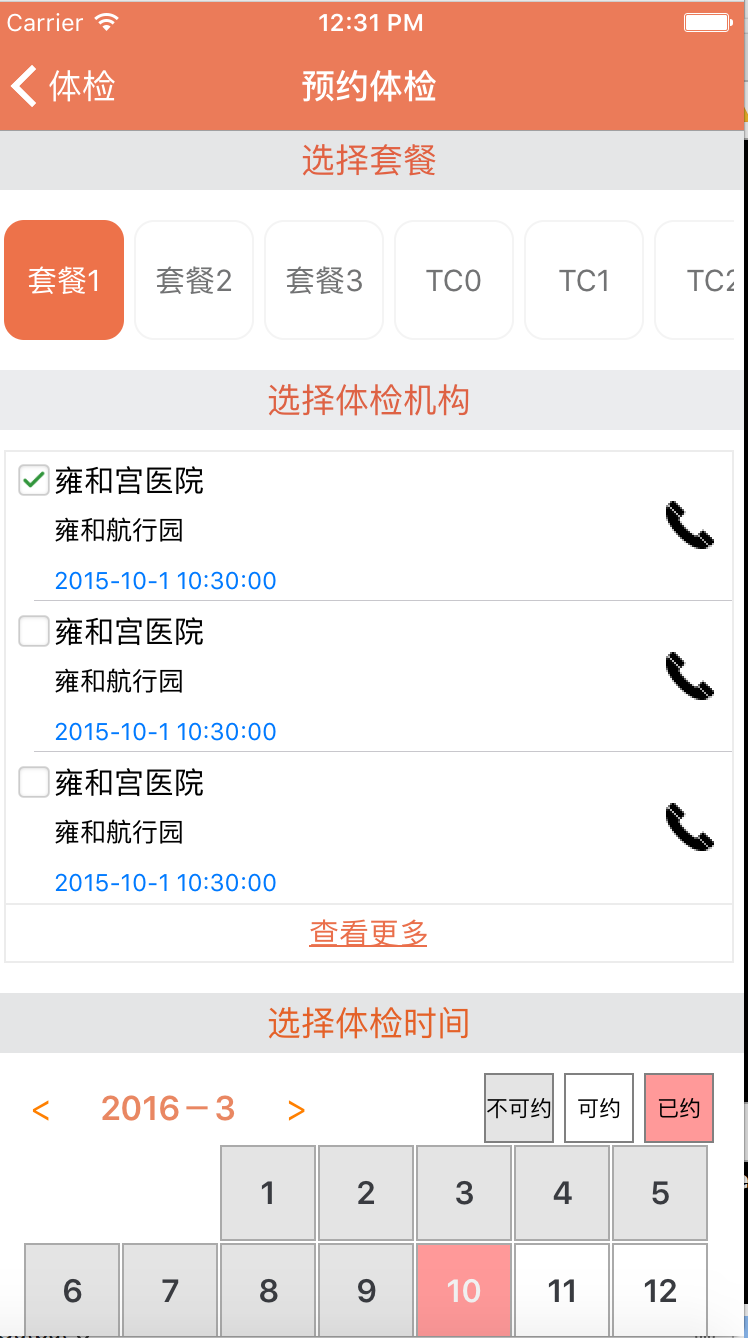 Carrier 12:31 PM
体检 预约体检
选择套餐
套餐1 套餐2 套餐3 TC0 TC1 TC2
选择体检机构
雍和宫医院
雍和航行园
2015-10-1 10:30:00
雍和宫医院
雍和航行园
2015-10-1 10:30:00
雍和宫医院
雍和航行园
2015-10-1 10:30:00
查看更多
选择体检时间
< 2016－3 > 不可约 可约 已约
1 2 3 4 5
6 7 8 9 10 11 12